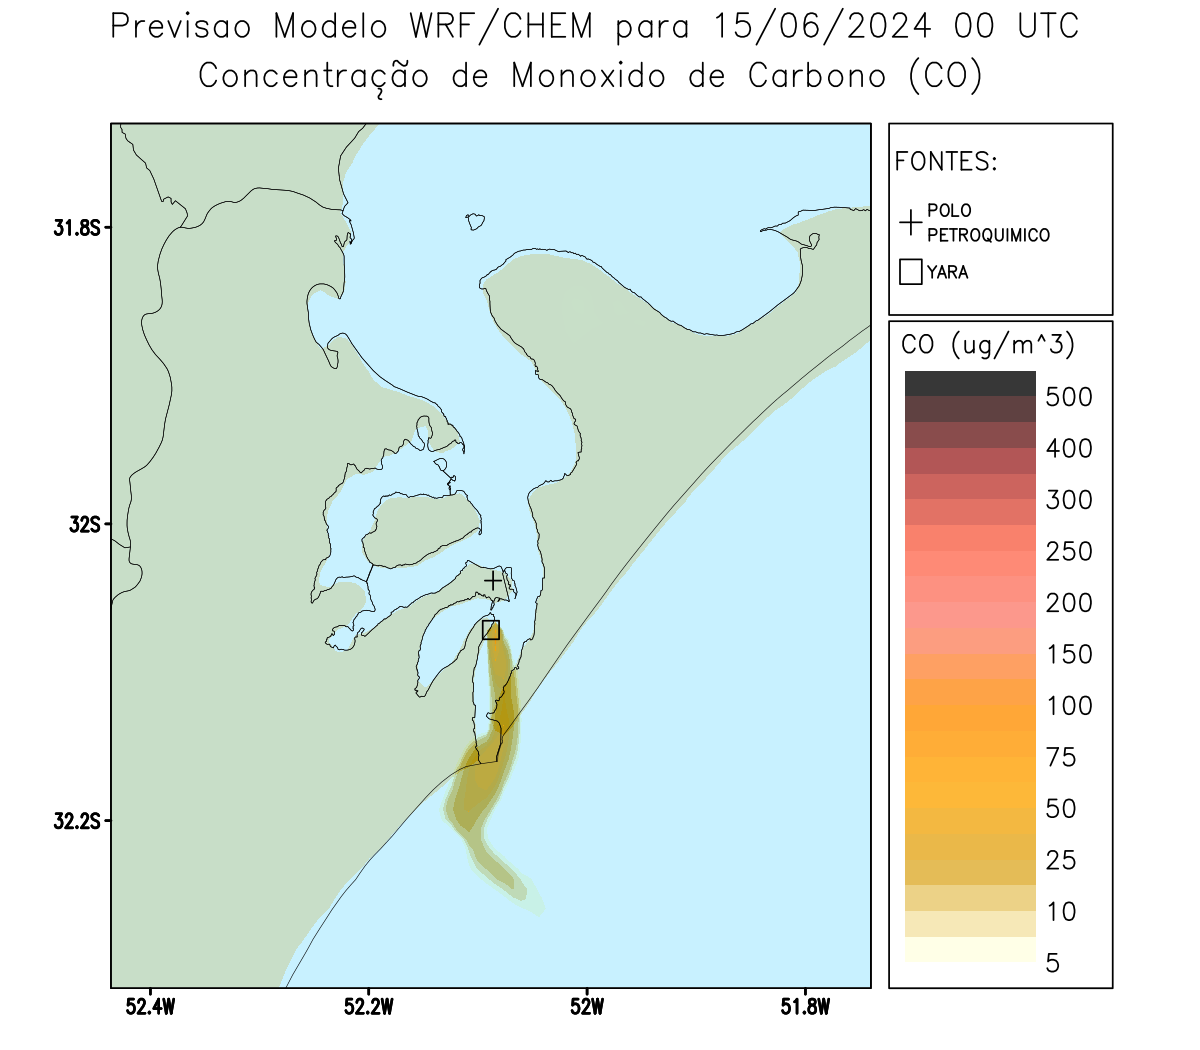 Previsao Modelo WRF/CHEM para 15/06/2024 00 UTC
Concentração de Monoxido de Carbono (CO)
FONTES:
POLO
PETROQUIMICO
YARA
CO (ug/m^3)
500
400
300
250
200
150
100
75
50
25
10
5
31.8S
32S
32.2S
52.4W
52.2W
52W
51.8W